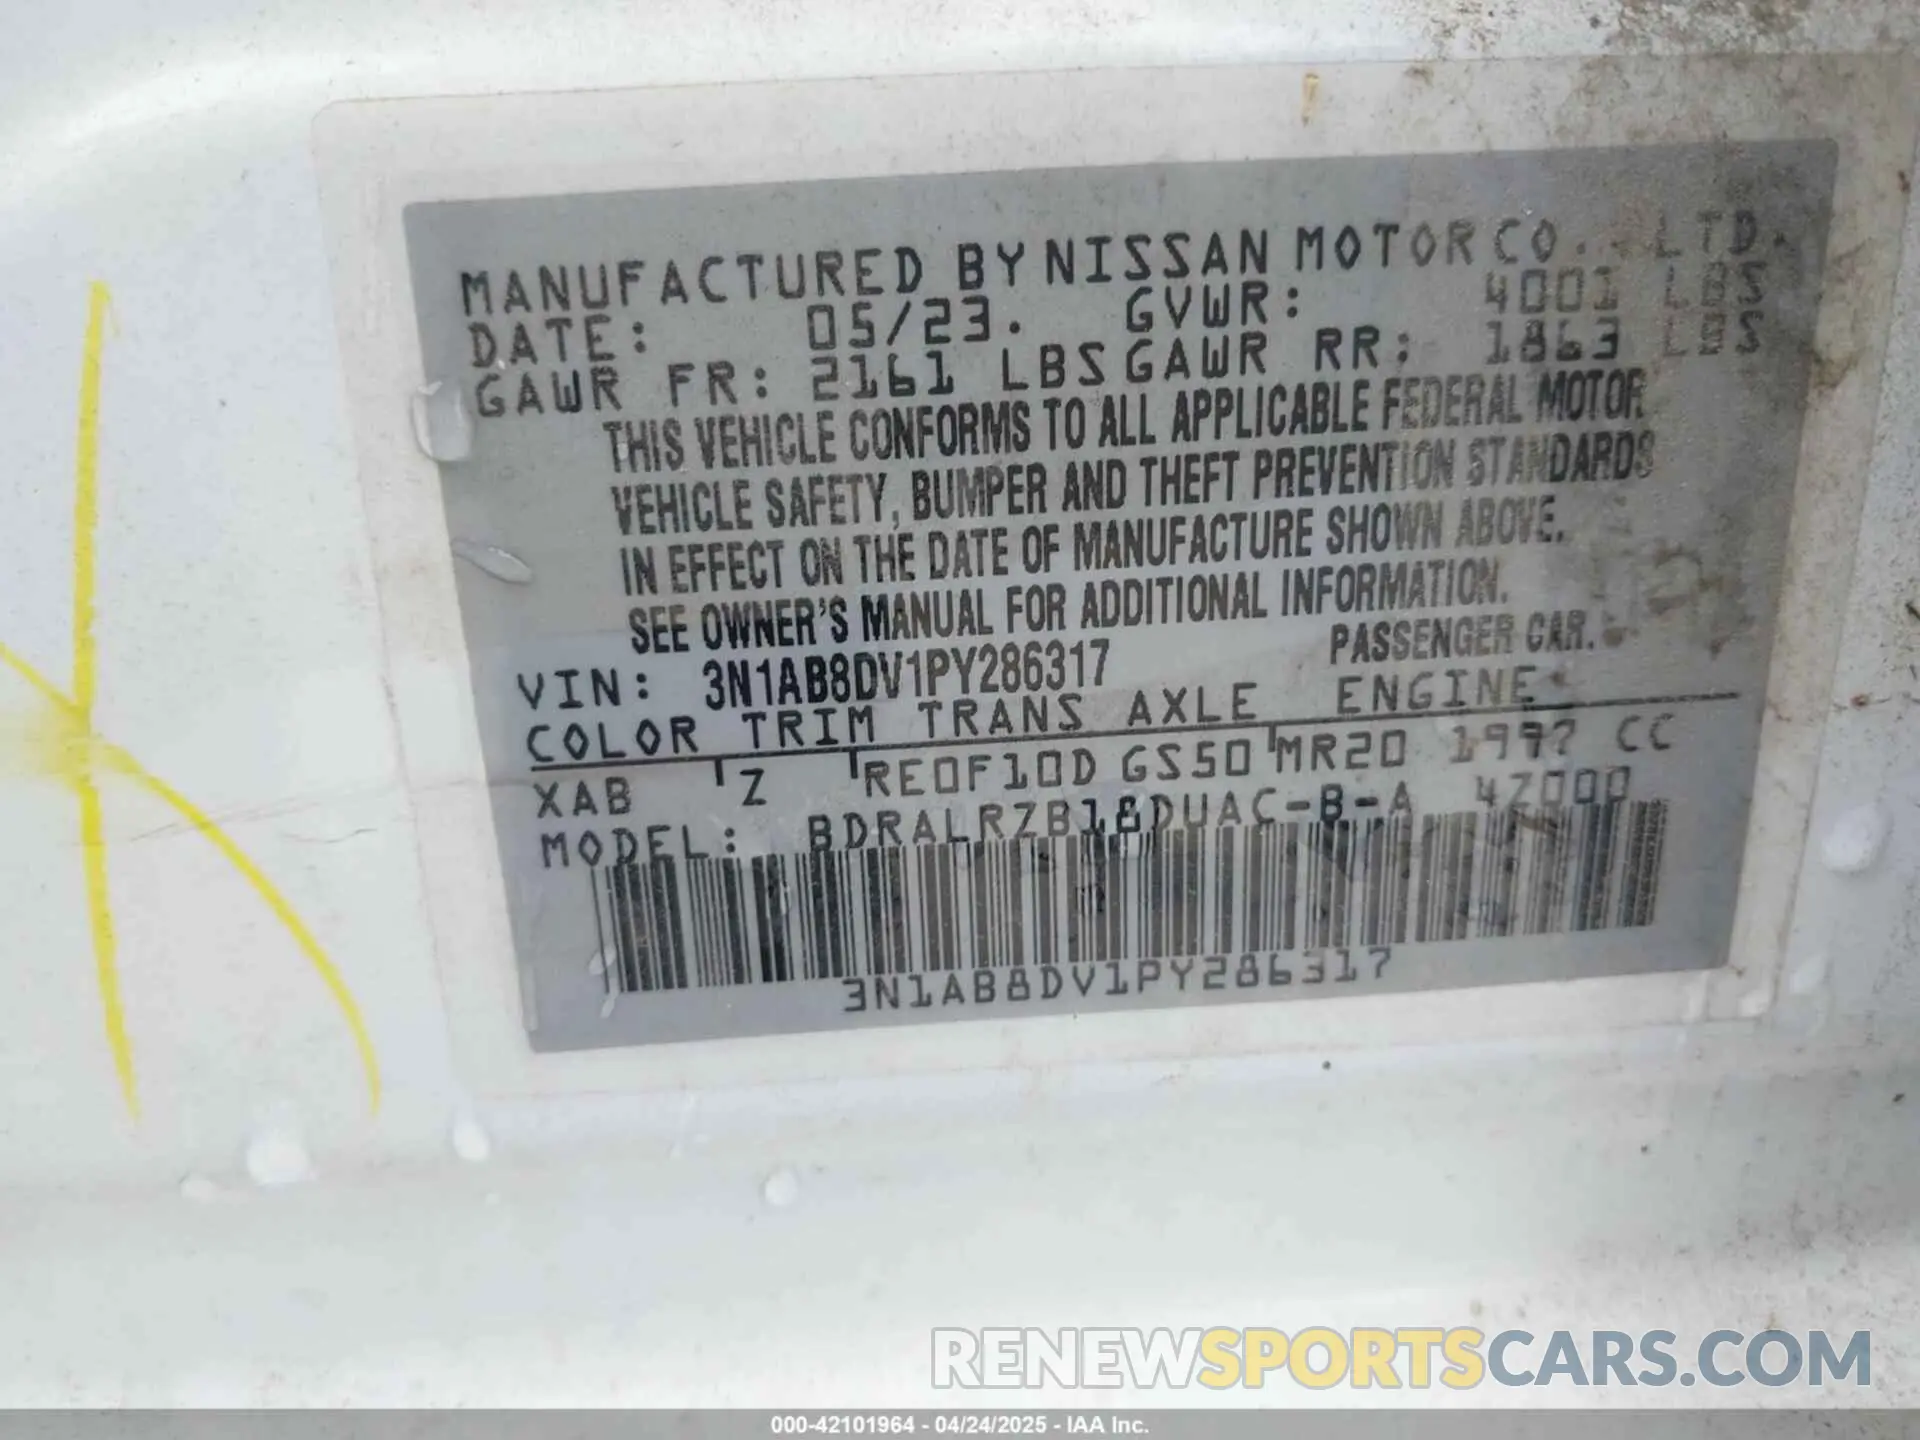 MANUFACTURED BY NISSAN MOTOR CO., LTD.
DATE: 05/23. GVWR: 4001 LBS
GAWR FR: 2161 LBS GAWR RR: 1863 LBS
THIS VEHICLE CONFORMS TO ALL APPLICABLE FEDERAL MOTOR
VEHICLE SAFETY, BUMPER AND THEFT PREVENTION STANDARDS
IN EFFECT ON THE DATE OF MANUFACTURE SHOWN ABOVE.
SEE OWNER'S MANUAL FOR ADDITIONAL INFORMATION.
VIN: 3N1AB8DV1PY286317 PASSENGER CAR.
COLOR TRIM TRANS AXLE ENGINE
XAB Z RE0F10D GS50 MR20 1997 CC
MODEL: BDRALRZB18DUAC-B-A 4Z000
3N1AB8DV1PY286317
RENEWSPORTSCARS.COM
000-42101964 - 04/24/2025 - IAA Inc.